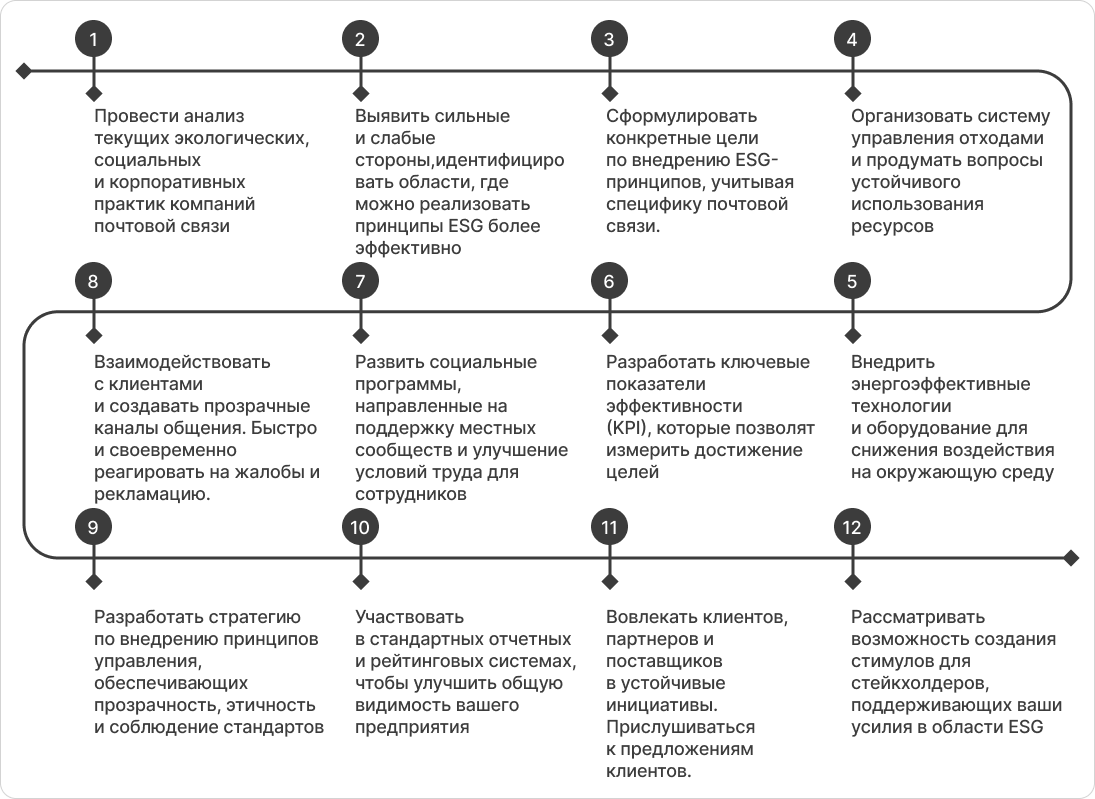 1
Провести анализ
текущих экологических,
социальных
и корпоративных
практик компаний
почтовой связи
2
Выявить сильные
и слабые
стороны,идентифициро
вать области, где
можно реализовать
принципы ESG более
эффективно
3
Сформулировать
конкретные цели
по внедрению ESG-
принципов, учитывая
специфику почтовой
связи.
4
Организовать систему
управления отходами
и продумать вопросы
устойчивого
использования
ресурсов
5
Внедрить
энергоэффективные
технологии
и оборудование для
снижения воздействия
на окружающую среду
6
Разработать ключевые
показатели
эффективности
(KPI), которые позволят
измерить достижение
целей
7
Развить социальные
программы,
направленные на
поддержку местных
сообществ и улучшение
условий труда для
сотрудников
8
Взаимодействовать
с клиентами
и создавать прозрачные
каналы общения. Быстро
и своевременно
реагировать на жалобы и
рекламацию.
9
Разработать стратегию
по внедрению принципов
управления,
обеспечивающих
прозрачность, этичность
и соблюдение стандартов
10
Участвовать
в стандартных отчетных
и рейтинговых системах,
чтобы улучшить общую
видимость вашего
предприятия
11
Вовлекать клиентов,
партнеров и
поставщиков
в устойчивые
инициативы.
Прислушиваться
к предложениям
клиентов.
12
Рассматривать
возможность создания
стимулов для
стейкхолдеров,
поддерживающих ваши
усилия в области ESG